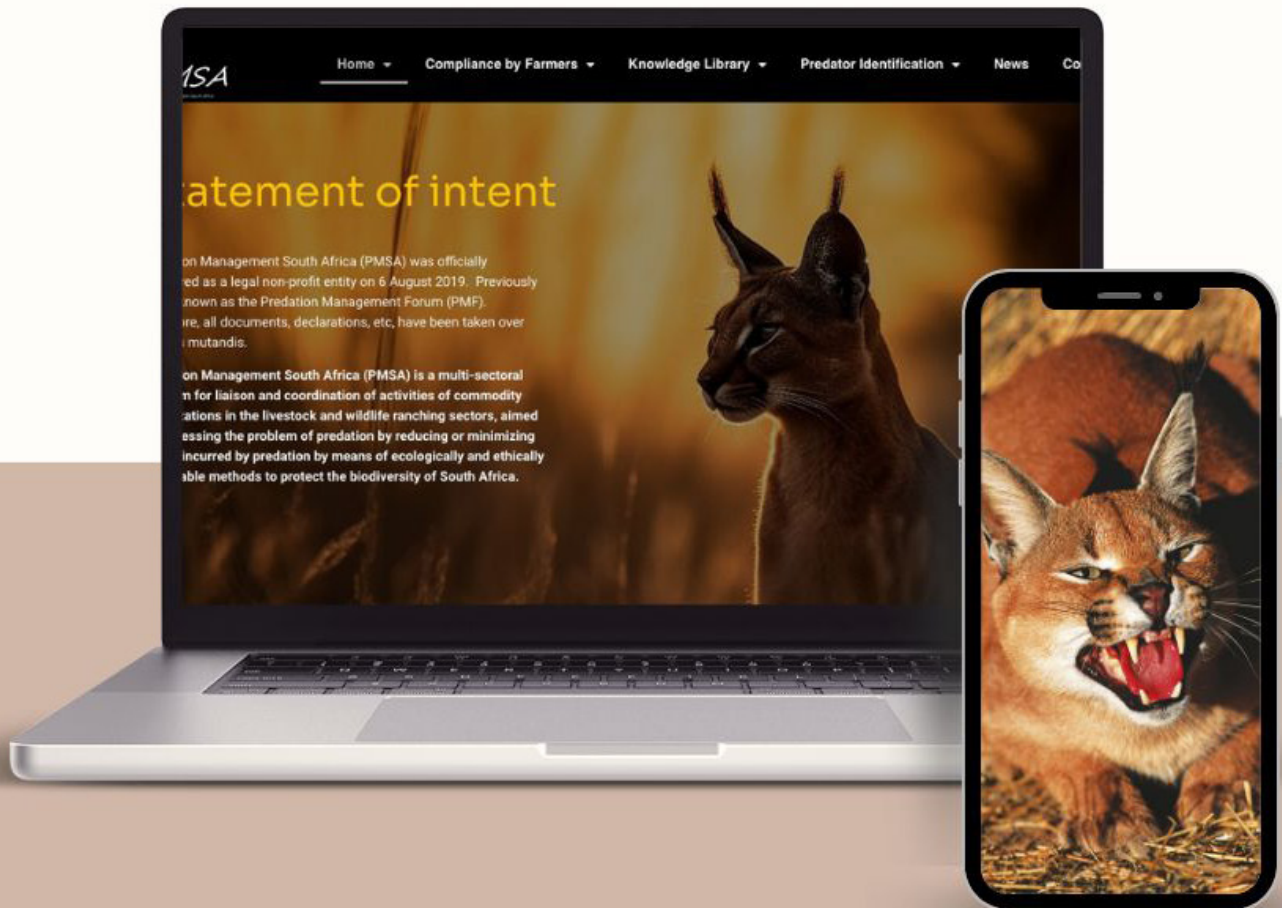 MSA
Home
Compliance by Farmers
Knowledge Library
Predator Identification
News
Co
atement of intent
on Management South Africa (PMSA) was officially
ed as a legal non-profit entity on 6 August 2019. Previously
nown as the Predation Management Forum (PMF).
re, all documents, declarations, etc, have been taken over
mutandis.
on Management South Africa (PMSA) is a multi-sectoral
m for liaison and coordination of activities of commodity
ations in the livestock and wildlife ranching sectors, aimed
essing the problem of predation by reducing or minimizing
incurred by predation by means of ecologically and ethically
able methods to protect the biodiversity of South Africa.